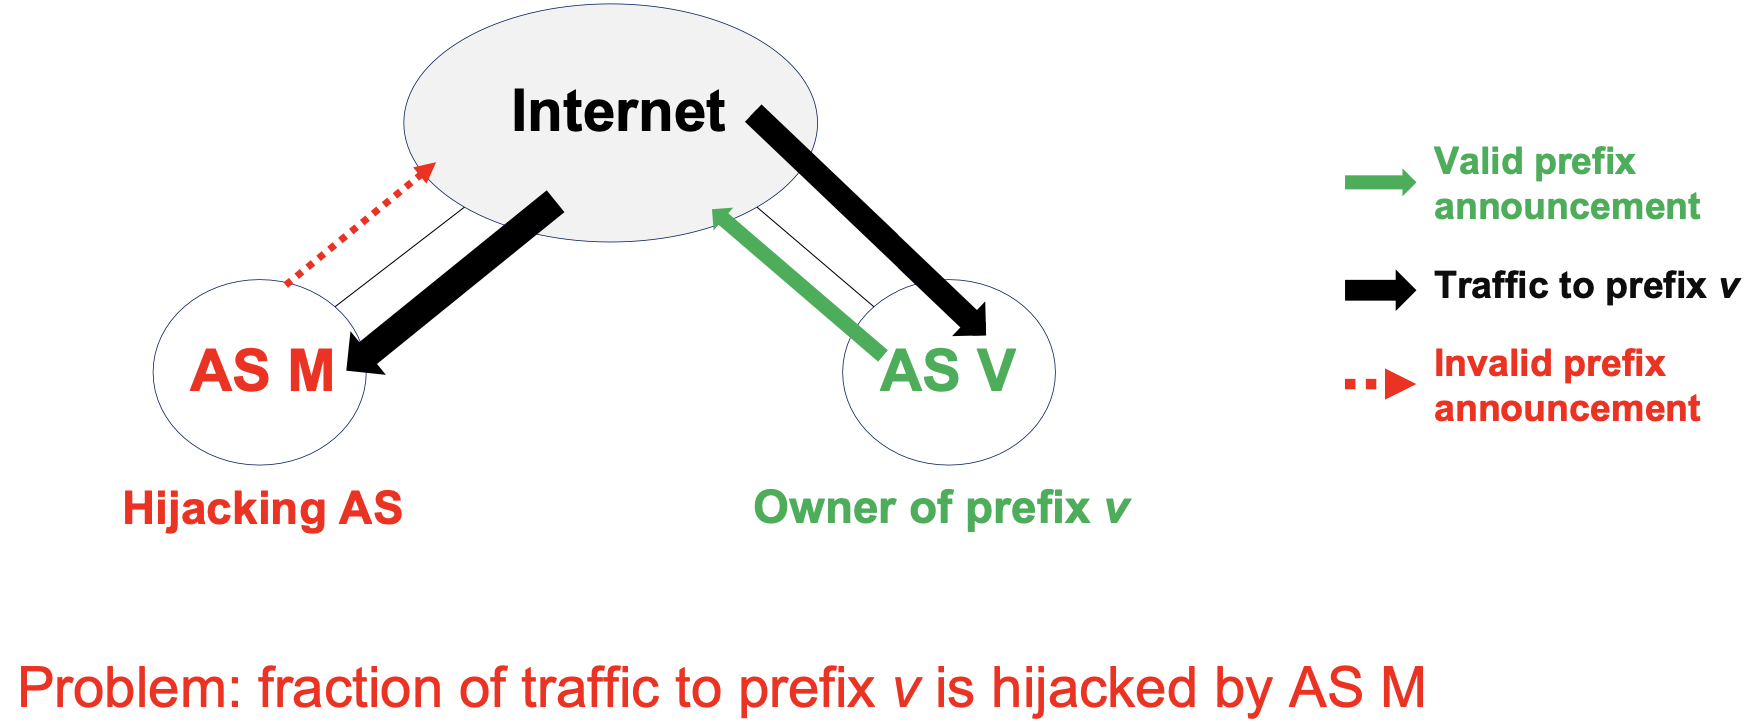 Internet
AS M
AS V
Hijacking AS
Owner of prefix v
Valid prefix
announcement
Traffic to prefix v
Invalid prefix
announcement
Problem: fraction of traffic to prefix v is hijacked by AS M